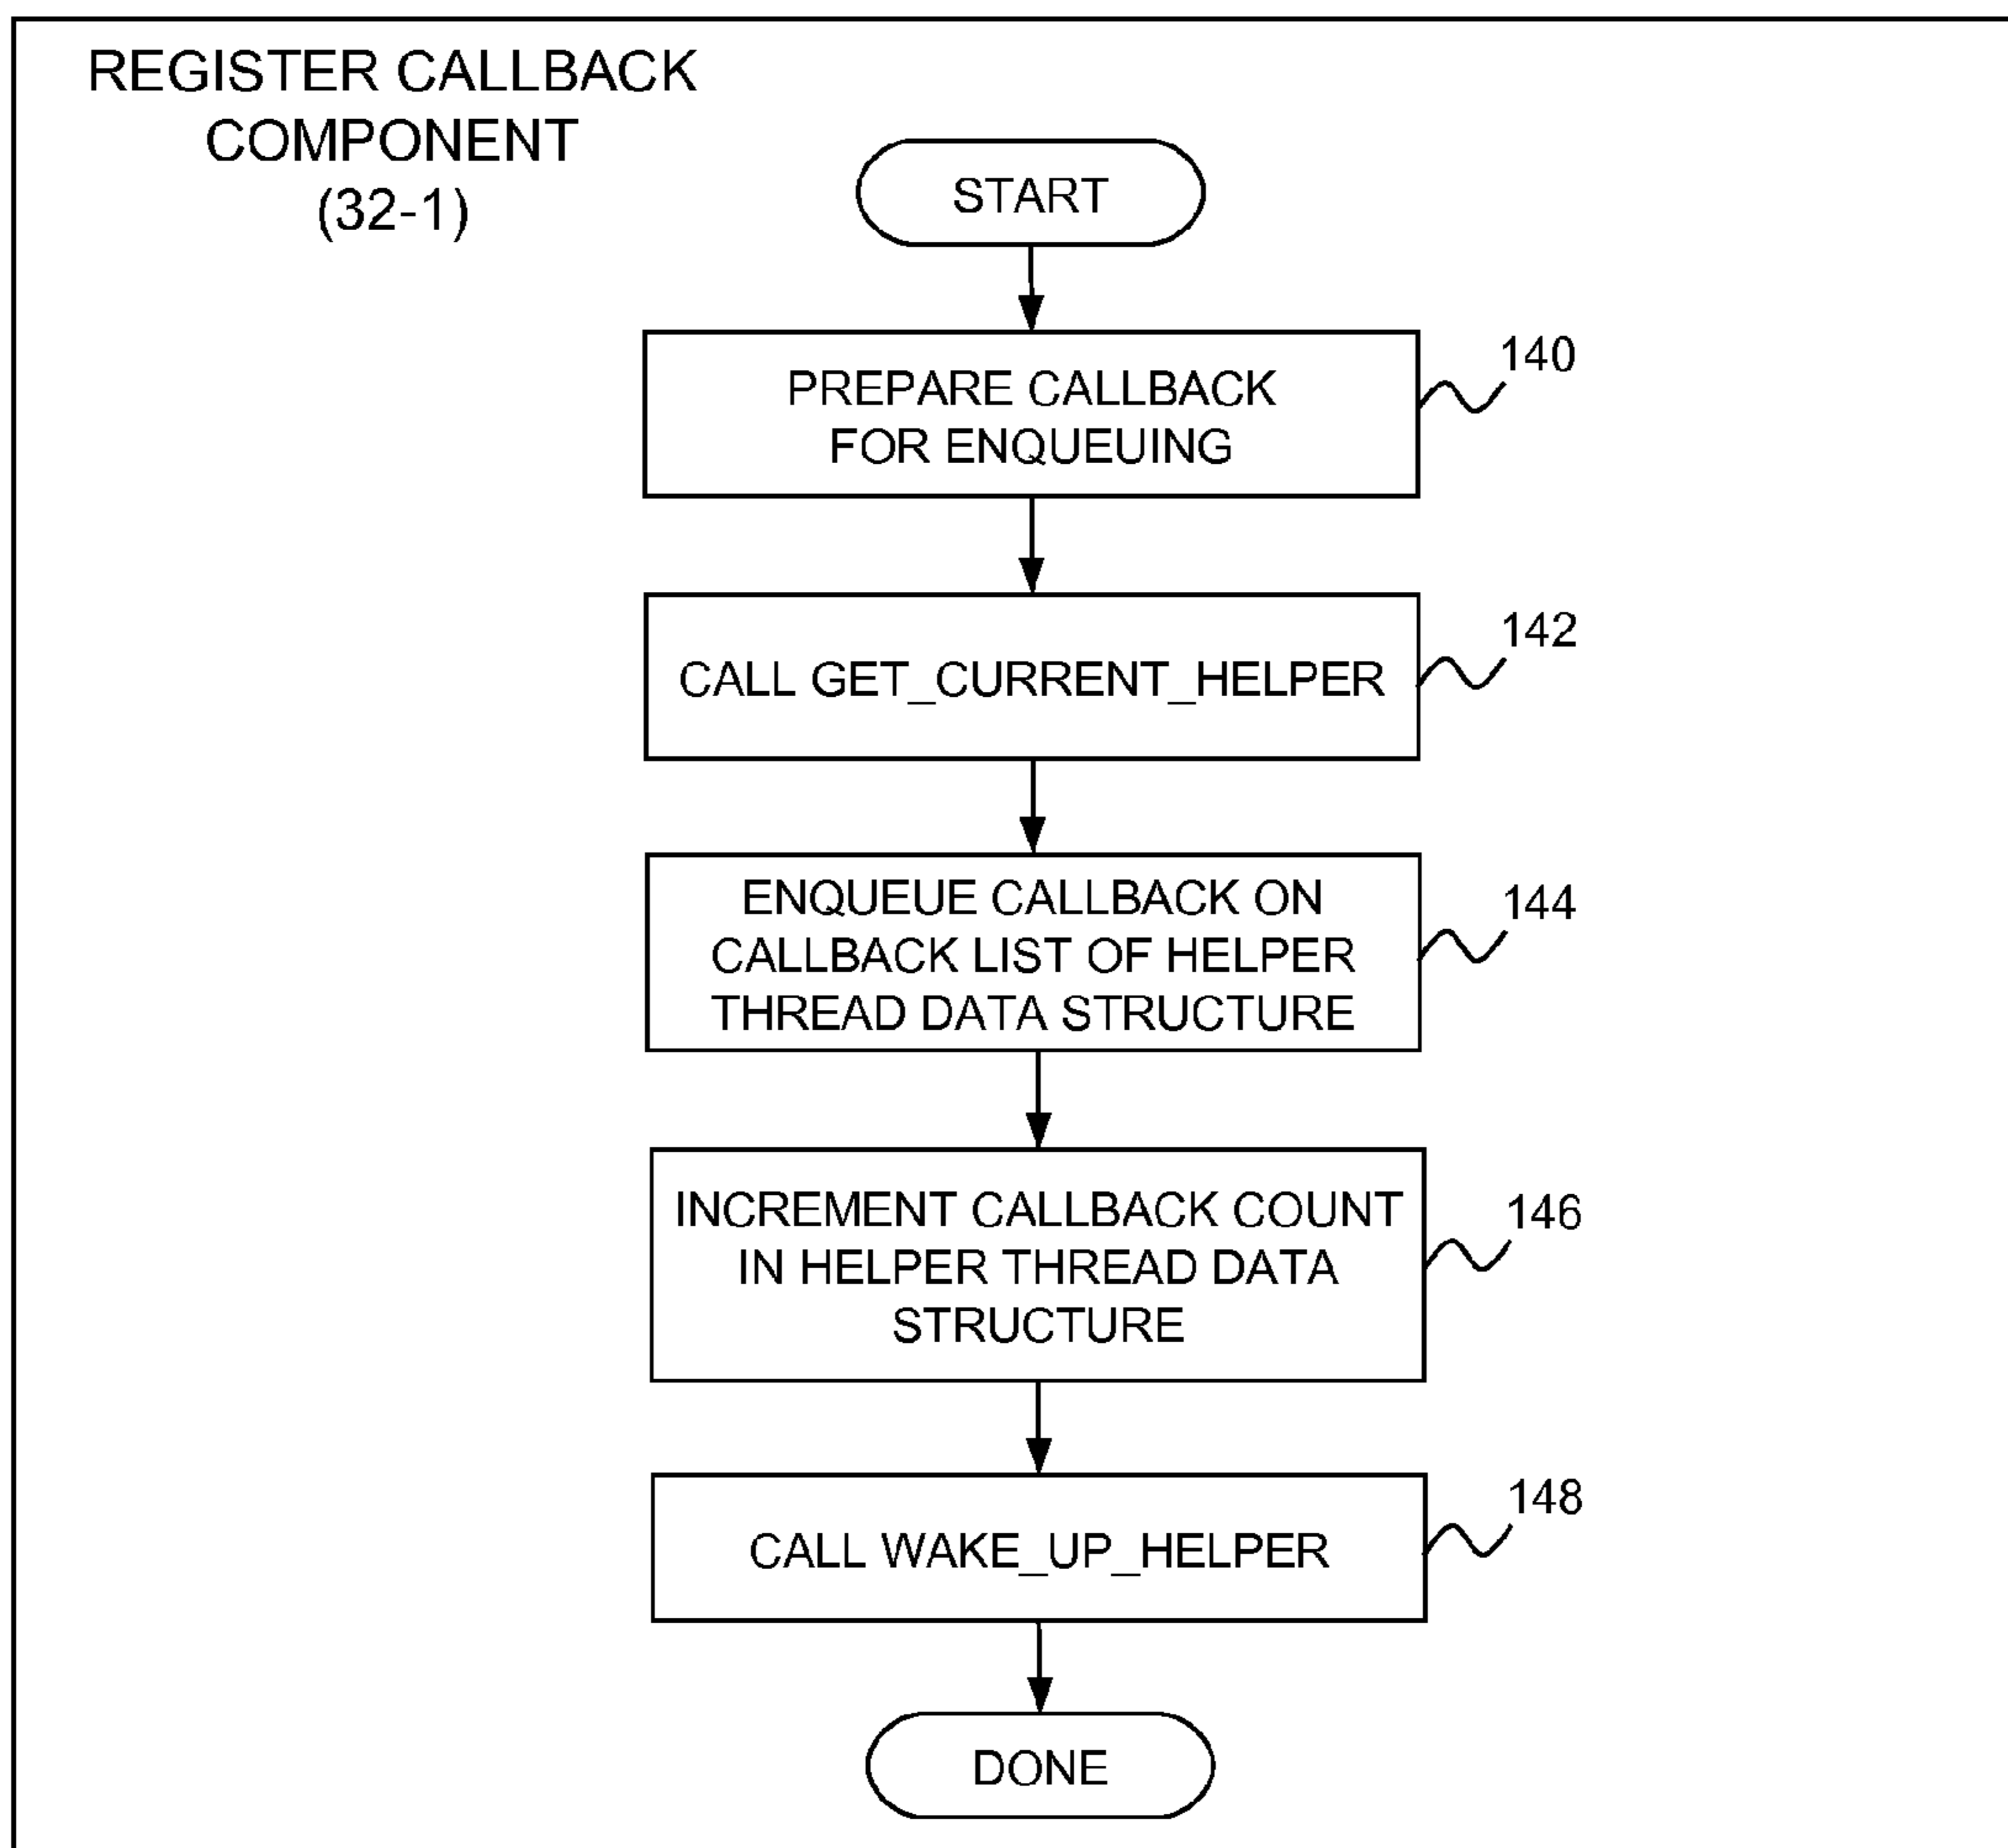 REGISTER CALLBACK
COMPONENT
(32-1)
START
PREPARE CALLBACK
FOR ENQUEUING
140
CALL GET_CURRENT_HELPER
142
ENQUEUE CALLBACK ON
CALLBACK LIST OF HELPER
THREAD DATA STRUCTURE
144
INCREMENT CALLBACK COUNT
IN HELPER THREAD DATA
STRUCTURE
146
CALL WAKE_UP_HELPER
148
DONE